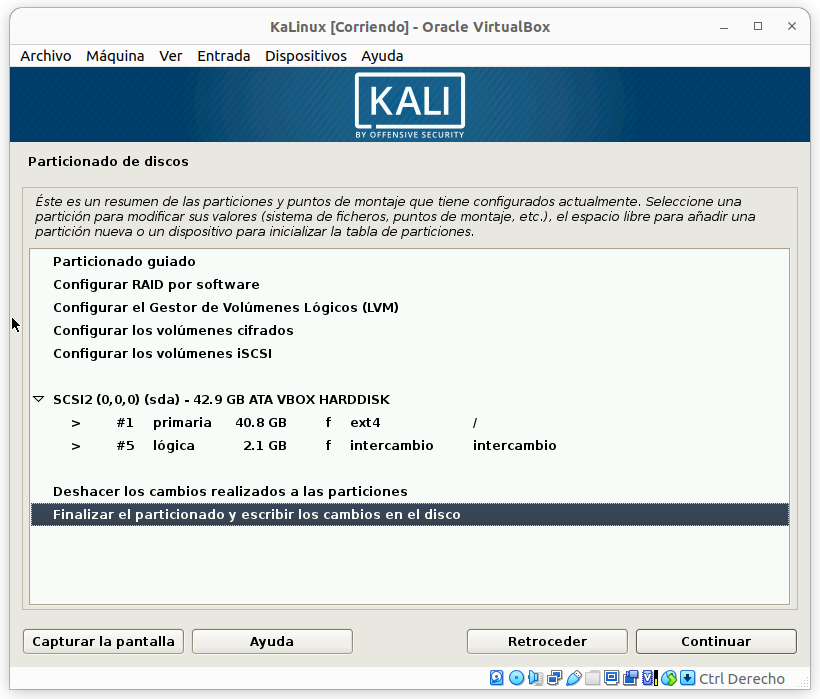 KaLinux [Corriendo] - Oracle VirtualBox
Archivo Máquina Ver Entrada Dispositivos Ayuda
KALI
BY OFFENSIVE SECURITY
Particionado de discos
Éste es un resumen de las particiones y puntos de montaje que tiene configurados actualmente. Seleccione una
partición para modificar sus valores (sistema de ficheros, puntos de montaje, etc.), el espacio libre para añadir una
partición nueva o un dispositivo para inicializar la tabla de particiones.
Particionado guiado
Configurar RAID por software
Configurar el Gestor de Volúmenes Lógicos (LVM)
Configurar los volúmenes cifrados
Configurar los volúmenes iSCSI
SCSI2 (0,0,0) (sda) - 42.9 GB ATA VBOX HARDDISK
> #1 primaria 40.8 GB f ext4 /
> #5 lógica 2.1 GB f intercambio intercambio
Deshacer los cambios realizados a las particiones
Finalizar el particionado y escribir los cambios en el disco
Capturar la pantalla Ayuda Retroceder Continuar
Ctrl Derecho